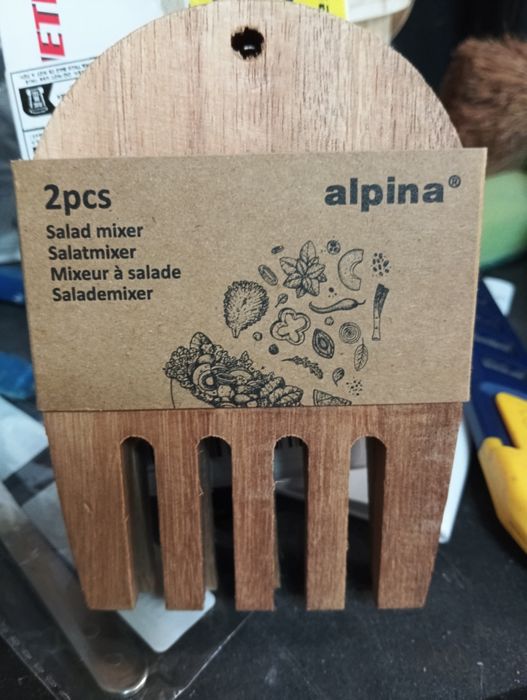 2pcs
alpina®
Salad mixer
Salatmixer
Mixeur à salade
Salademixer